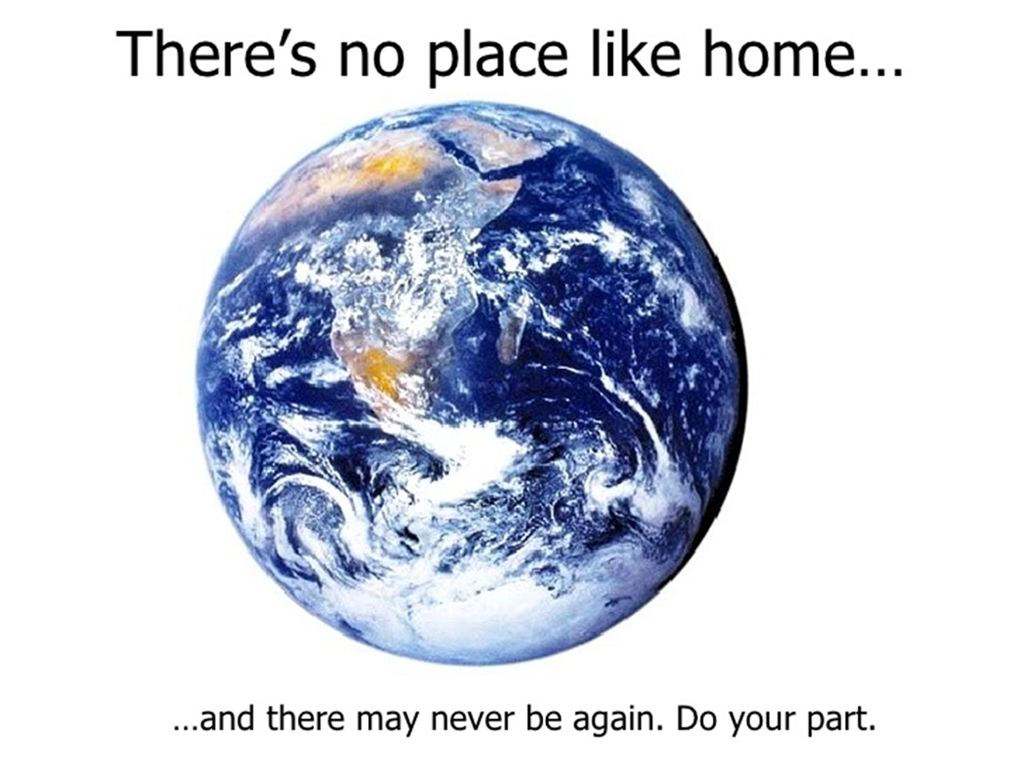 There’s no place like home…
…and there may never be again. Do your part.